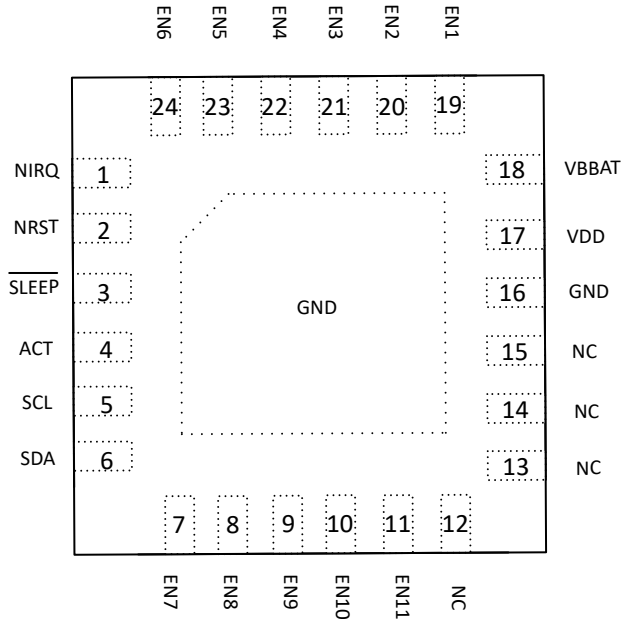 EN6 EN5 EN4 EN3 EN2 EN1
24 23 22 21 20 19
NIRQ 1 18 VBBAT
NRST 2 17 VDD
SLEEP 3 16 GND
GND
ACT 4 15 NC
SCL 5 14 NC
SDA 6 13 NC
7 8 9 10 11 12
EN7 EN8 EN9 EN10 EN11 NC